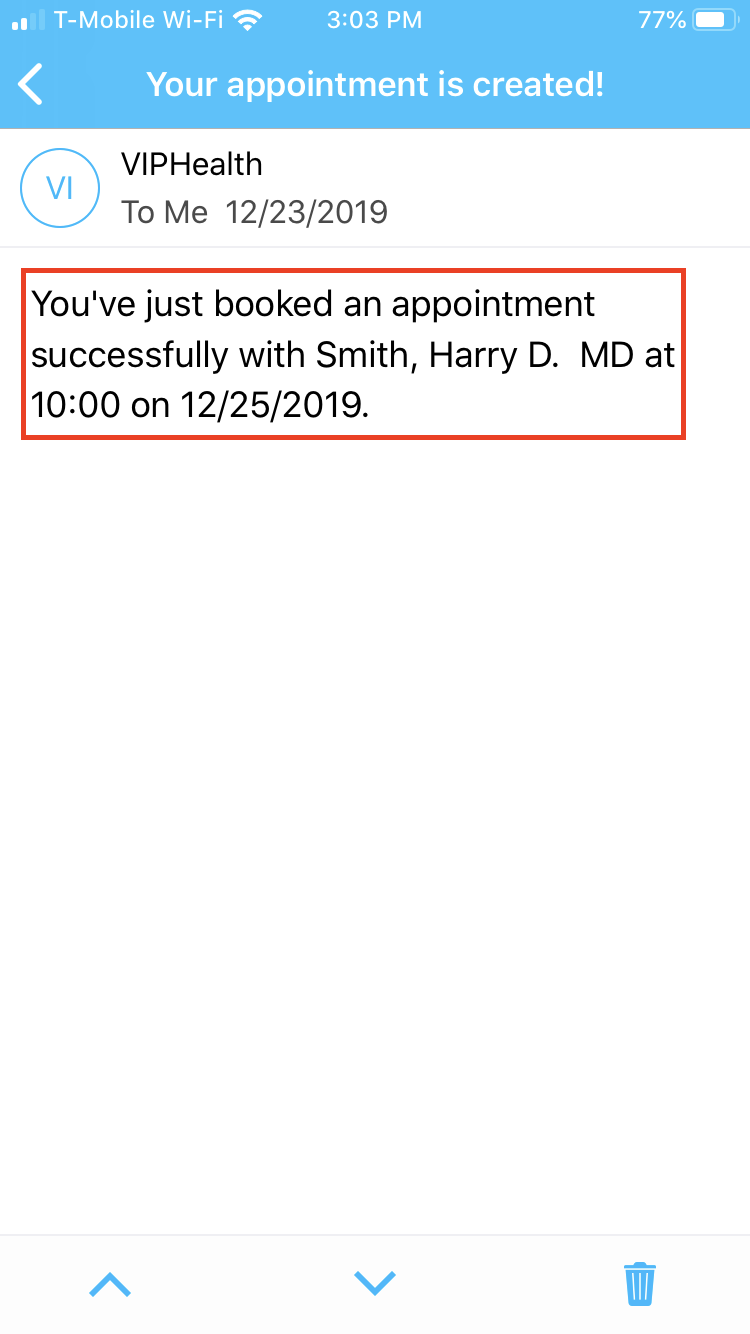 T-Mobile Wi-Fi 3:03 PM 77%
Your appointment is created!
VI
VIPHealth
To Me 12/23/2019
You've just booked an appointment
successfully with Smith, Harry D.  MD at
10:00 on 12/25/2019.